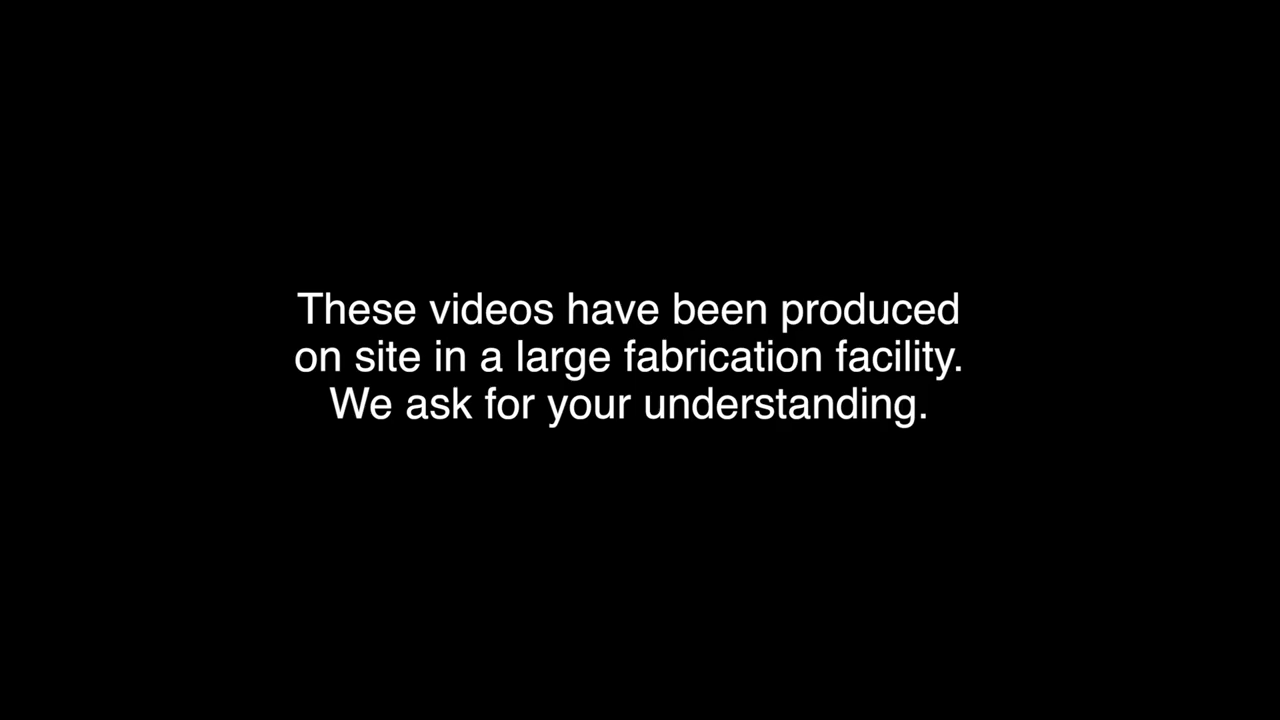 These videos have been produced
on site in a large fabrication facility.
We ask for your understanding.